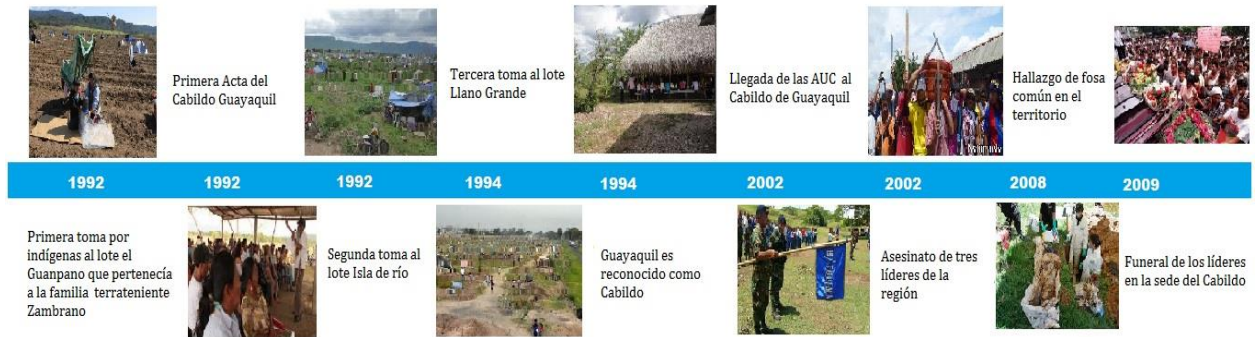 Primera Acta del
Cabildo Guayaquil
Tercera toma al lote
Llano Grande
Llegada de las AUC al
Cabildo de Guayaquil
Hallazgo de fosa
común en el
territorio
1992
1992
1992
1994
1994
2002
2002
2008
2009
Primera toma por
indígenas al lote el
Guanpano que pertenecía
a la familia terrateniente
Zambrano
Segunda toma al
lote Isla de río
Guayaquil es
reconocido como
Cabildo
Asesinato de tres
líderes de la
región
Funeral de los líderes
en la sede del Cabildo